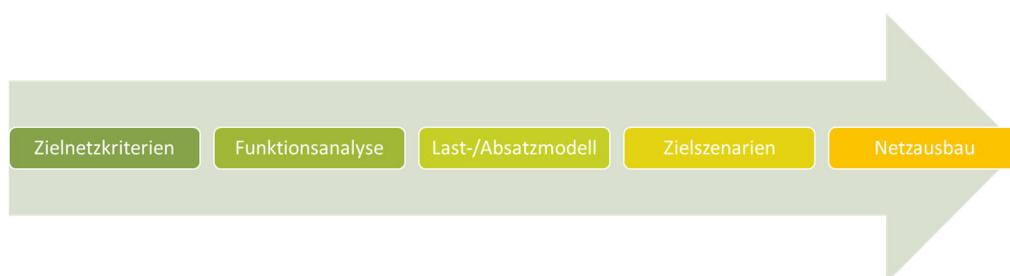 Zielnetzkriterien
Funktionsanalyse
Last-/Absatzmodell
Zielszenarien
Netzausbau